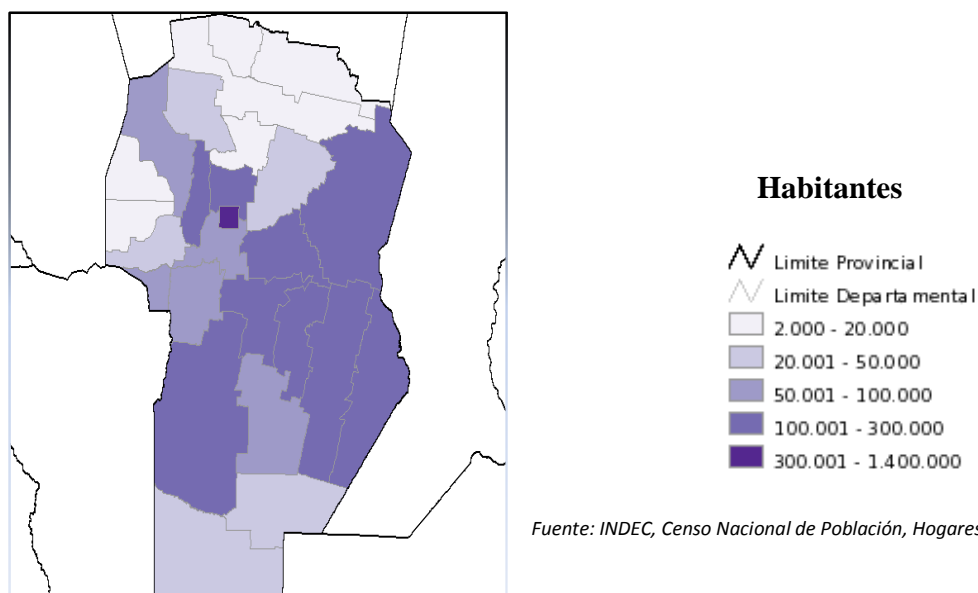 Habitantes
Limite Provincial
Limite Departamental
2.000 - 20.000
20.001 - 50.000
50.001 - 100.000
100.001 - 300.000
300.001 - 1.400.000
Fuente: INDEC, Censo Nacional de Población, Hogares